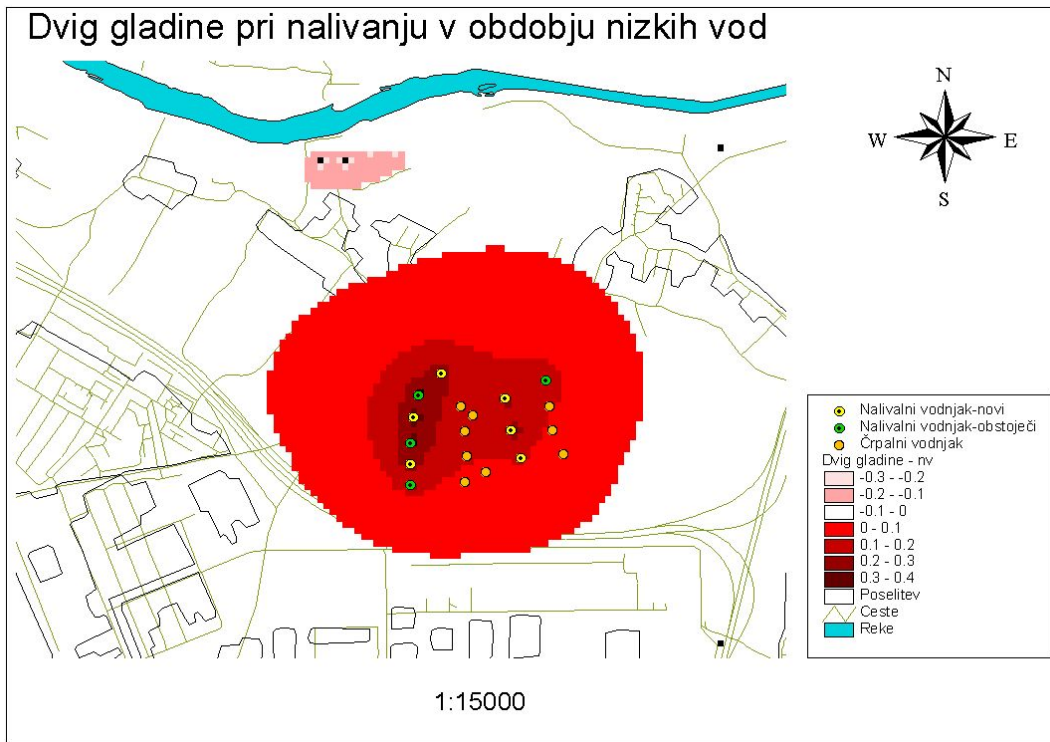 Dvig gladine pri nalivanju v obdobju nizkih vod
N
W
E
S
Nalivalni vodnjak-novi
Nalivalni vodnjak-obstoječi
Črpalni vodnjak
Dvig gladine - nv
-0.3 - -0.2
-0.2 - -0.1
-0.1 - 0
0 - 0.1
0.1 - 0.2
0.2 - 0.3
0.3 - 0.4
Poselitev
Ceste
Reke
1:15000